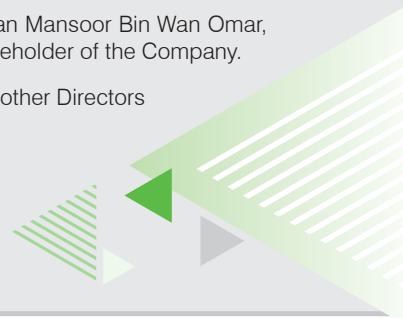 an Mansoor Bin Wan Omar,
eholder of the Company.
other Directors